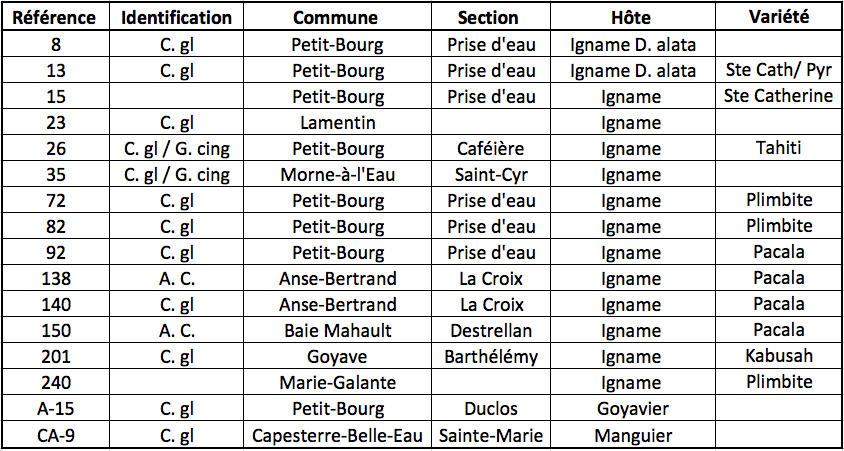 Référence Identification Commune Section Hôte Variété
8 C. gl Petit-Bourg Prise d'eau Igname D. alata
13 C. gl Petit-Bourg Prise d'eau Igname D. alata Ste Cath/ Pyr
15 Petit-Bourg Prise d'eau Igname Ste Catherine
23 C. gl Lamentin Igname
26 C. gl / G. cing Petit-Bourg Caféière Igname Tahiti
35 C. gl / G. cing Morne-à-l'Eau Saint-Cyr Igname
72 C. gl Petit-Bourg Prise d'eau Igname Plimbite
82 C. gl Petit-Bourg Prise d'eau Igname Plimbite
92 C. gl Petit-Bourg Prise d'eau Igname Pacala
138 A. C. Anse-Bertrand La Croix Igname Pacala
140 C. gl Anse-Bertrand La Croix Igname Pacala
150 A. C. Baie Mahault Destrellan Igname Pacala
201 C. gl Goyave Barthélémy Igname Kabusah
240 Marie-Galante Igname Plimbite
A-15 C. gl Petit-Bourg Duclos Goyavier
CA-9 C. gl Capesterre-Belle-Eau Sainte-Marie Manguier